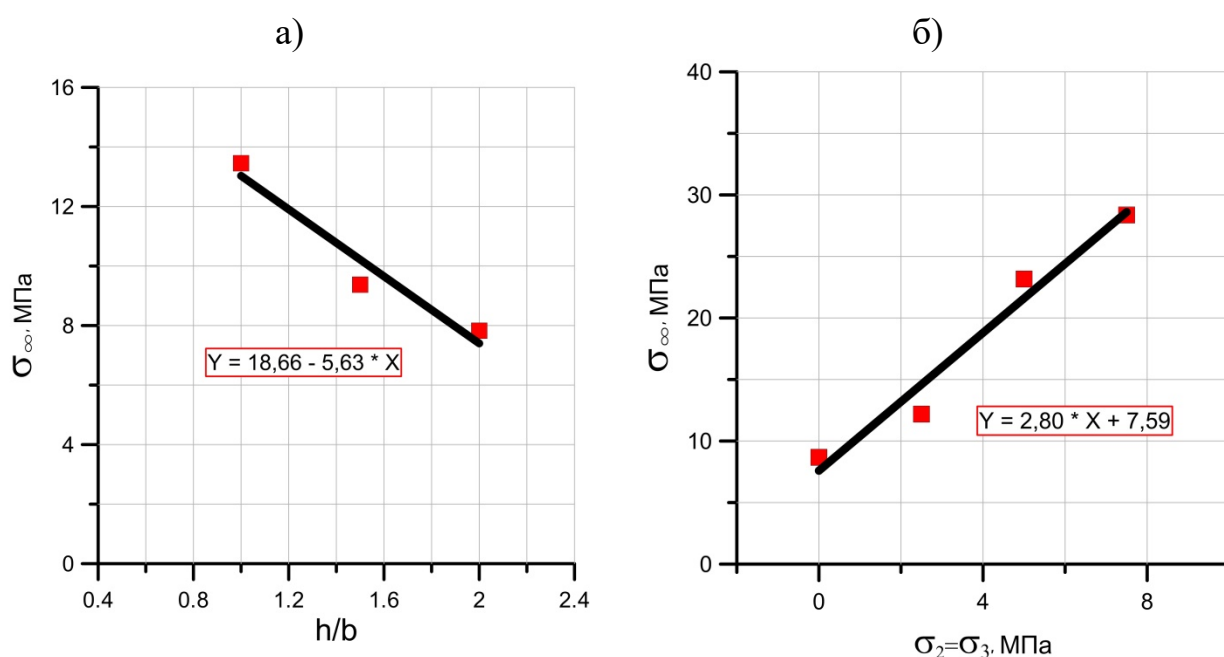 а)
16
12
8
4
0
σ∞, МПа
Y = 18,66 - 5,63 * X
0.4 0.8 1.2 1.6 2 2.4
h/b
б)
40
30
20
10
0
σ∞, МПа
Y = 2,80 * X + 7,59
0 4 8
σ2=σ3, МПа